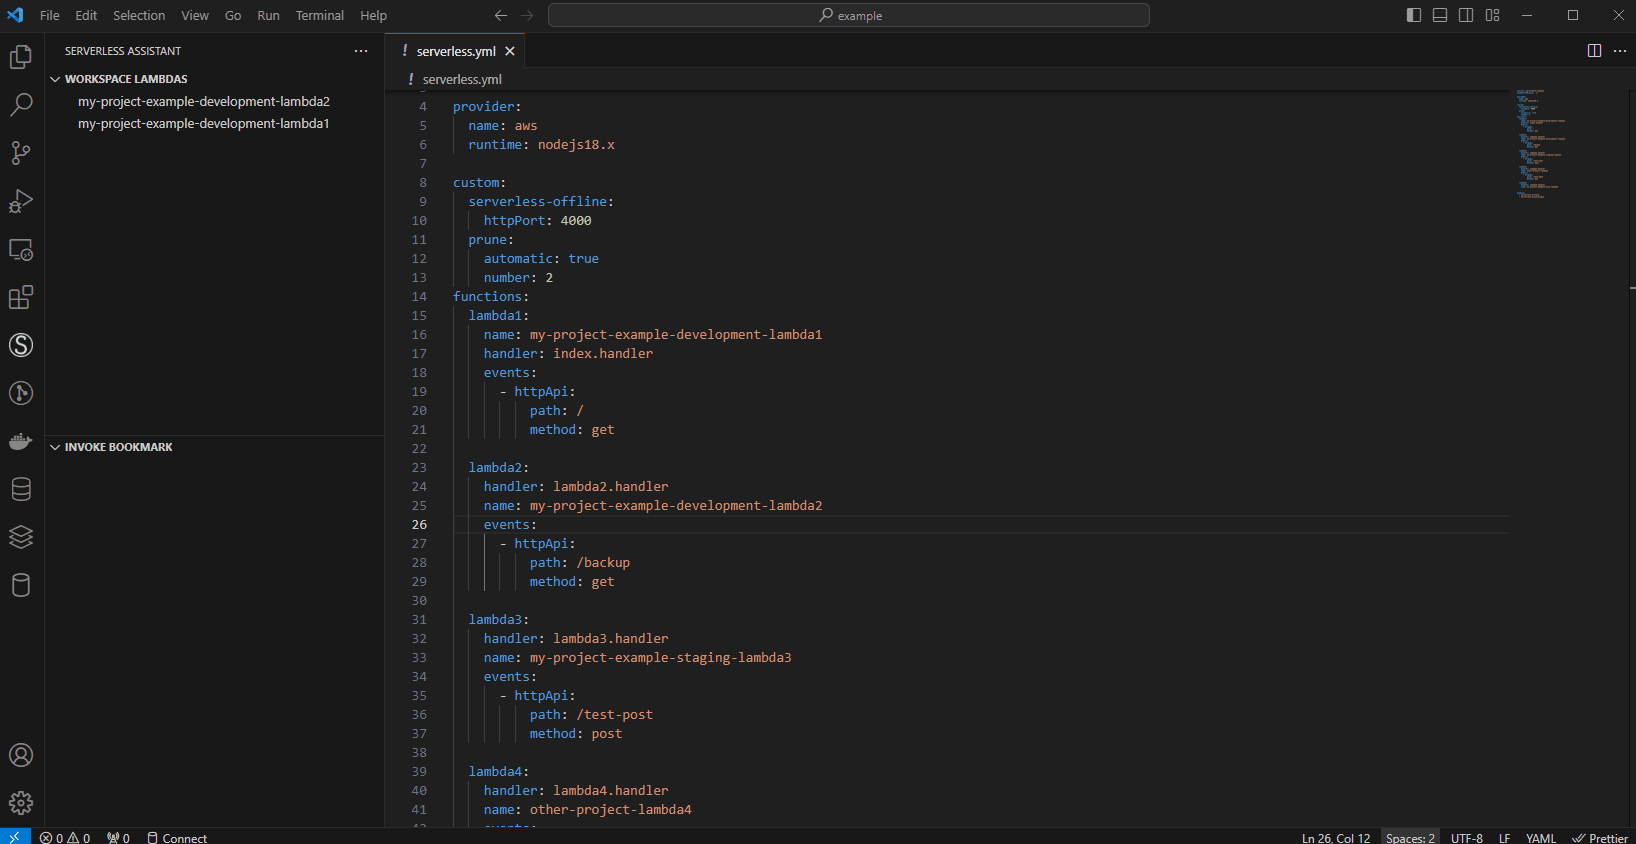 File Edit Selection View Go Run Terminal Help
example
SERVERLESS ASSISTANT
WORKSPACE LAMBDAS
my-project-example-development-lambda2
my-project-example-development-lambda1
INVOKE BOOKMARK
! serverless.yml
! serverless.yml
4 provider:
5 name: aws
6 runtime: nodejs18.x
7
8 custom:
9 serverless-offline:
10 httpPort: 4000
11 prune:
12 automatic: true
13 number: 2
14 functions:
15 lambda1:
16 name: my-project-example-development-lambda1
17 handler: index.handler
18 events:
19 - httpApi:
20 path: /
21 method: get
22
23 lambda2:
24 handler: lambda2.handler
25 name: my-project-example-development-lambda2
26 events:
27 - httpApi:
28 path: /backup
29 method: get
30
31 lambda3:
32 handler: lambda3.handler
33 name: my-project-example-staging-lambda3
34 events:
35 - httpApi:
36 path: /test-post
37 method: post
38
39 lambda4:
40 handler: lambda4.handler
41 name: other-project-lambda4
0 0 0 Connect
Ln 26, Col 12 Spaces: 2 UTF-8 LF YAML Prettier